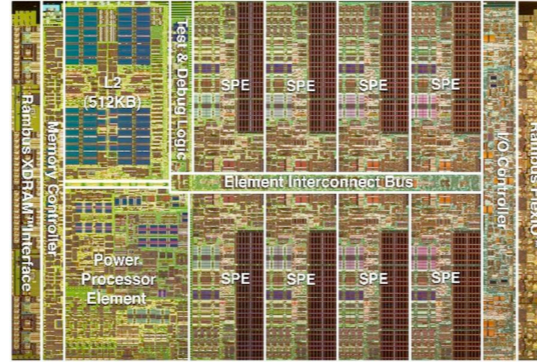 Rambus XDRAM™ Interface
Memory Controller
L2
(512KB)
Test & Debug Logic
SPE
SPE
SPE
SPE
Element Interconnect Bus
Power
Processor
Element
SPE
SPE
SPE
SPE
I/O Controller
Rambus FlexIO